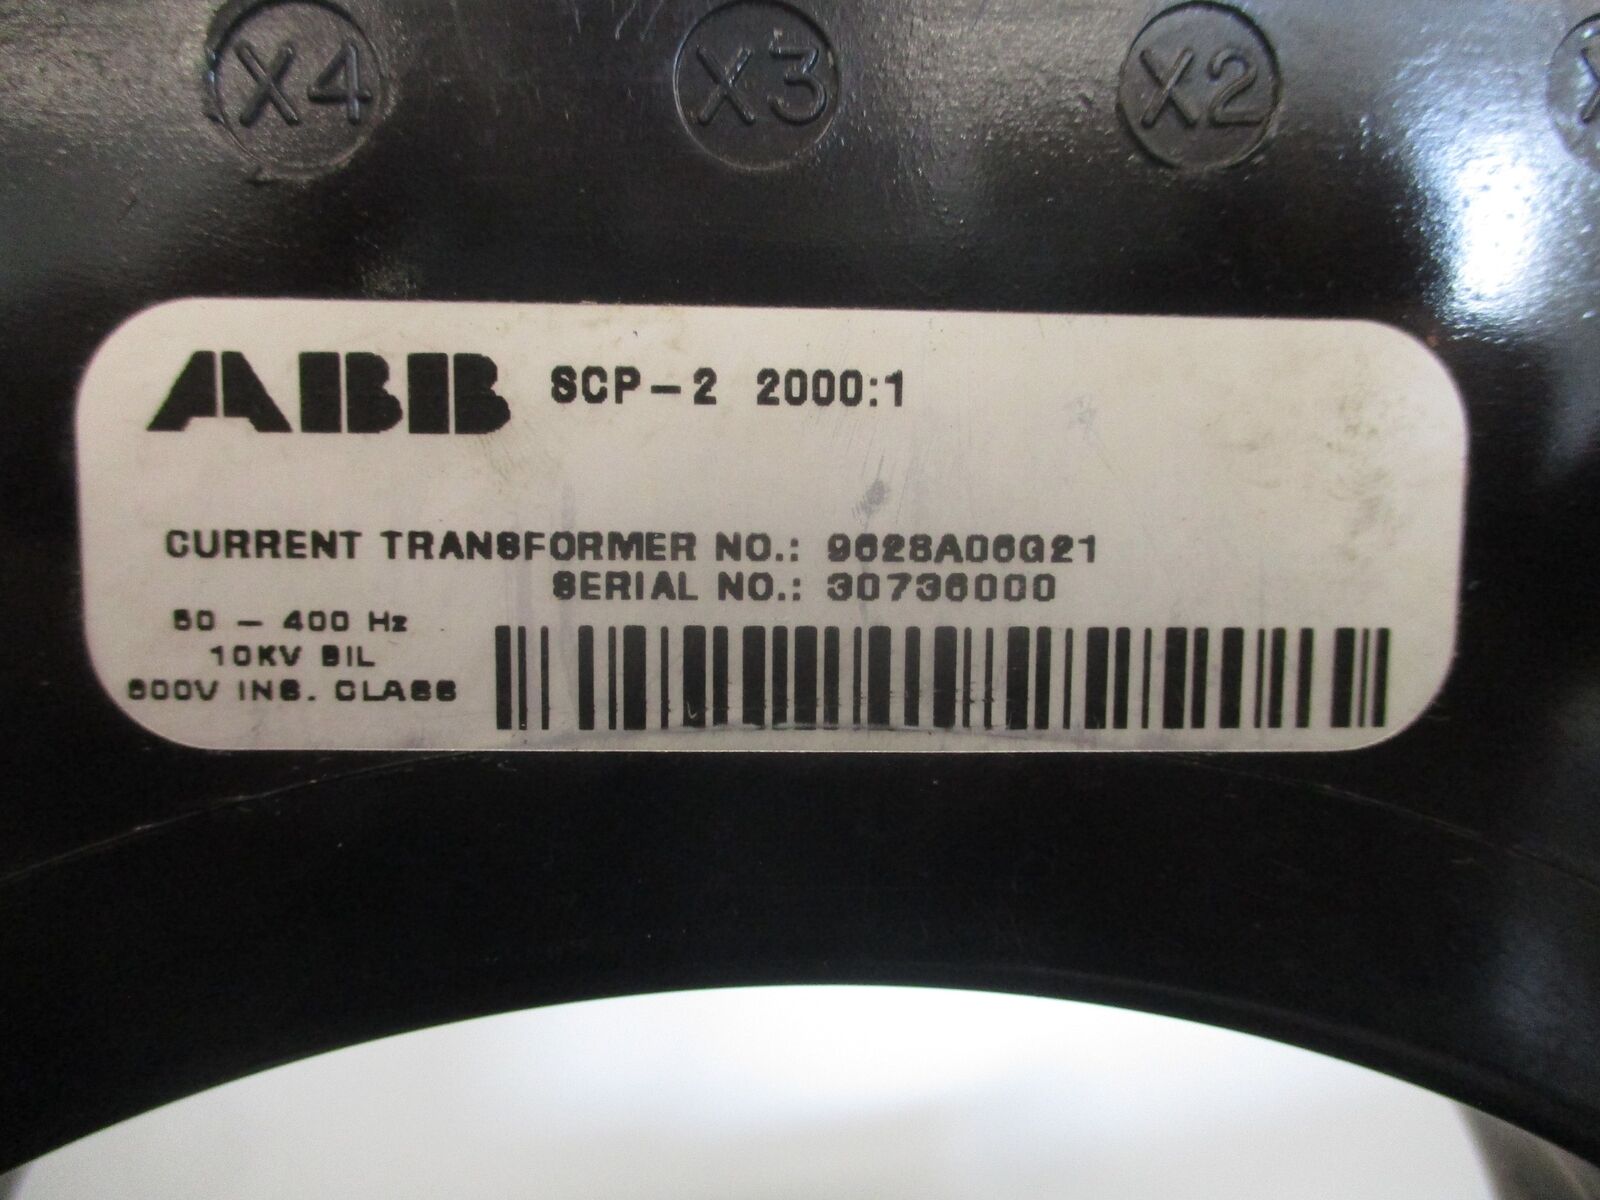 X4 X3 X2
ABB SCP-2 2000:1
CURRENT TRANSFORMER NO.: 9628A06G21
SERIAL NO.: 30736000
50 - 400 Hz
10KV BIL
600V INS. CLASS